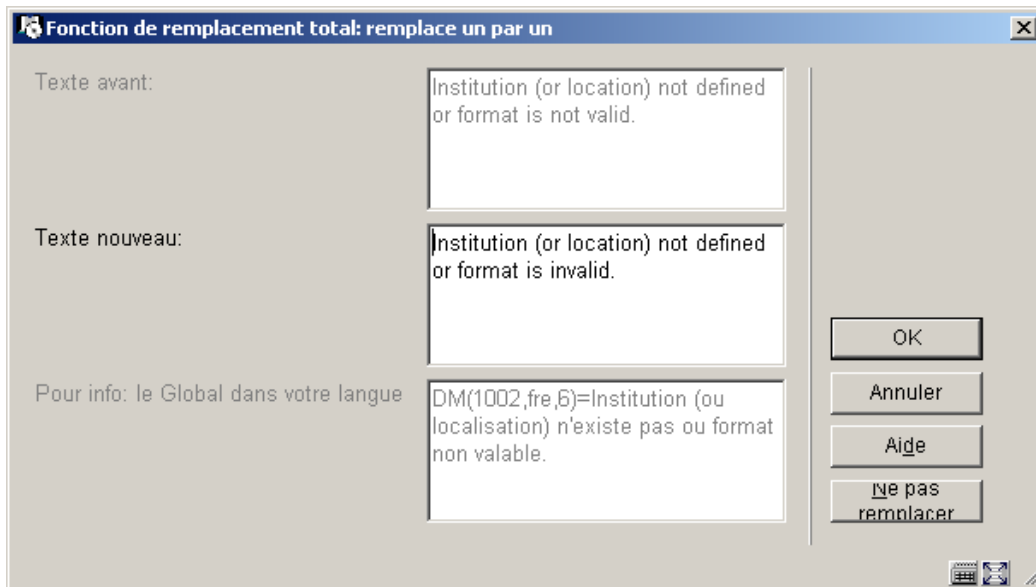 Fonction de remplacement total: remplace un par un
Texte avant:
Institution (or location) not defined
or format is not valid.
Texte nouveau:
Institution (or location) not defined
or format is invalid.
Pour info: le Global dans votre langue
DM(1002,fre,6)=Institution (ou
localisation) n'existe pas ou format
non valable.
OK
Annuler
Aide
Ne pas
remplacer